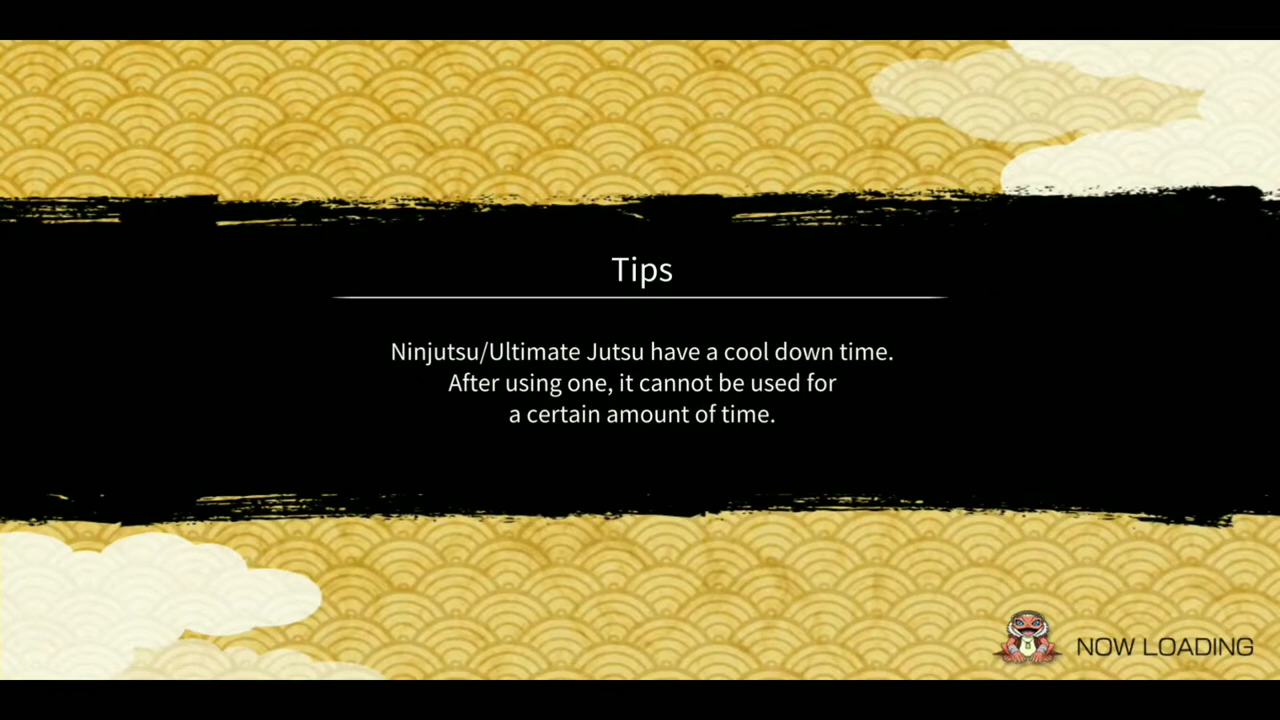 Tips
Ninjutsu/Ultimate Jutsu have a cool down time.
After using one, it cannot be used for
a certain amount of time.
NOW LOADING